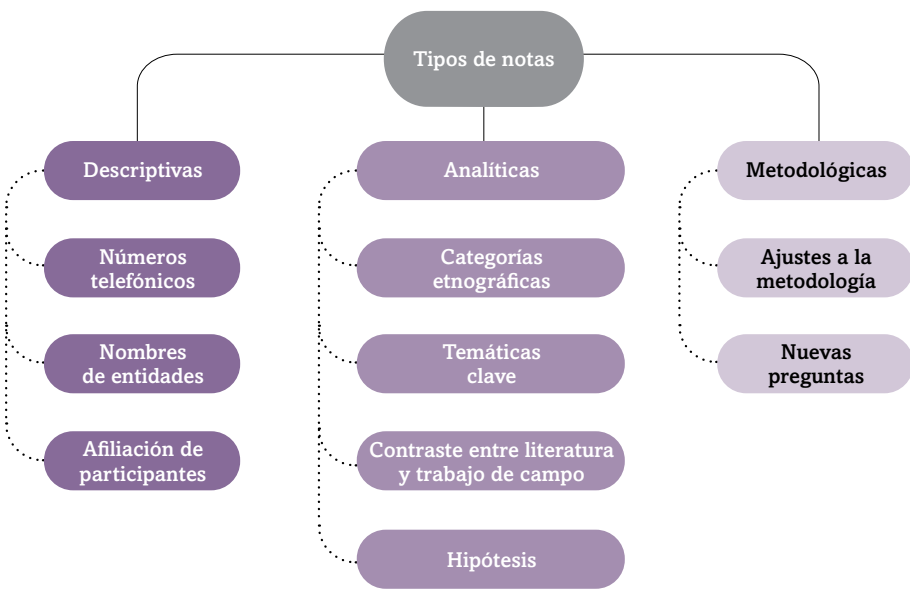 Tipos de notas
Descriptivas
Números
telefónicos
Nombres
de entidades
Afiliación de
participantes
Analíticas
Categorías
etnográficas
Temáticas
clave
Contraste entre literatura
y trabajo de campo
Hipótesis
Metodológicas
Ajustes a la
metodología
Nuevas
preguntas